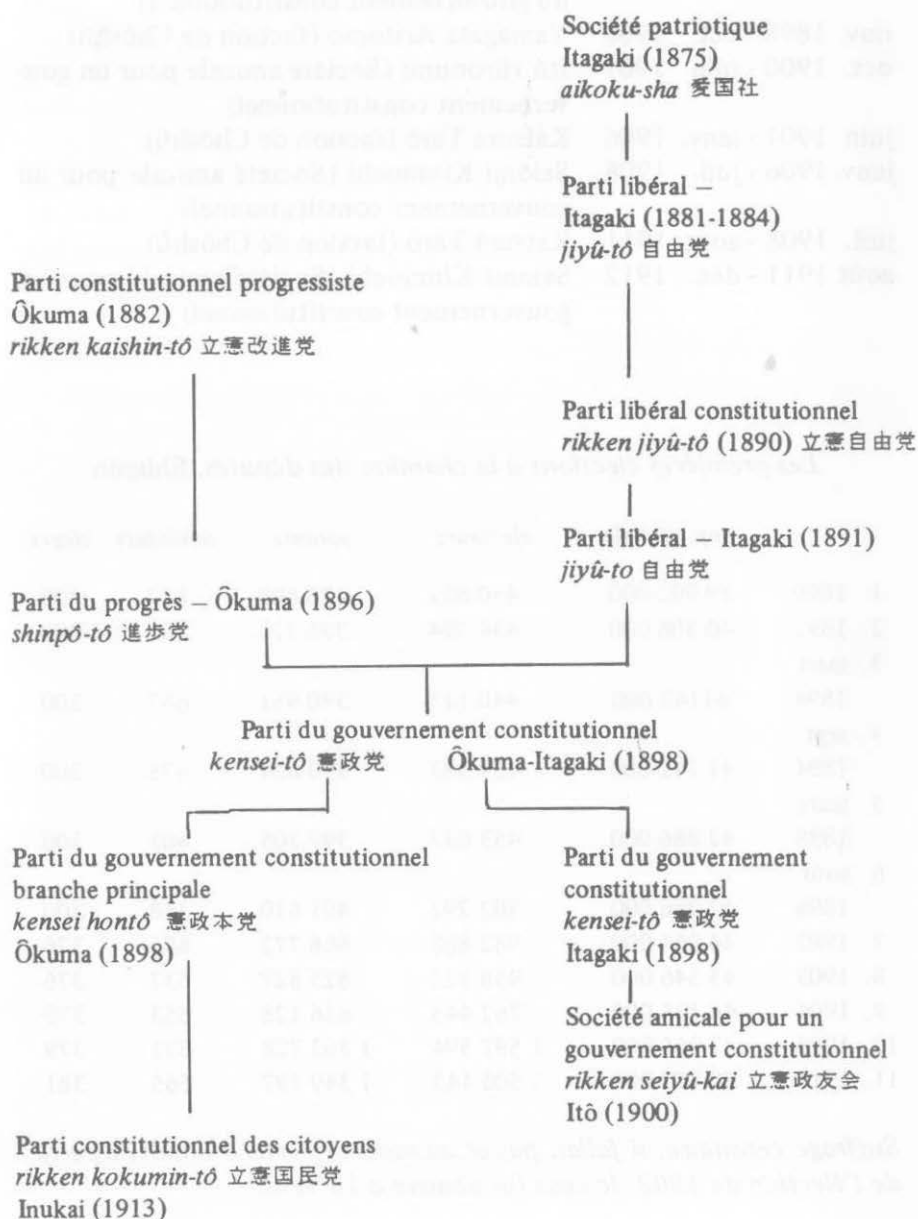 Société patriotique
Itagaki (1875)
aikoku-sha 愛国社
Parti libéral –
Itagaki (1881-1884)
jiyû-tô 自由党
Parti constitutionnel progressiste
Ôkuma (1882)
rikken kaishin-tô 立憲改進党
Parti libéral constitutionnel
rikken jiyû-tô (1890) 立憲自由党
Parti libéral – Itagaki (1891)
jiyû-to 自由党
Parti du progrès – Ôkuma (1896)
shinpô-tô 進歩党
Parti du gouvernement constitutionnel
kensei-tô 憲政党 Ôkuma-Itagaki (1898)
Parti du gouvernement constitutionnel
branche principale
kensei hontô 憲政本党
Ôkuma (1898)
Parti du gouvernement
constitutionnel
kensei-tô 憲政党
Itagaki (1898)
Société amicale pour un
gouvernement constitutionnel
rikken seiyû-kai 立憲政友会
Itô (1900)
Parti constitutionnel des citoyens
rikken kokumin-tô 立憲国民党
Inukai (1913)